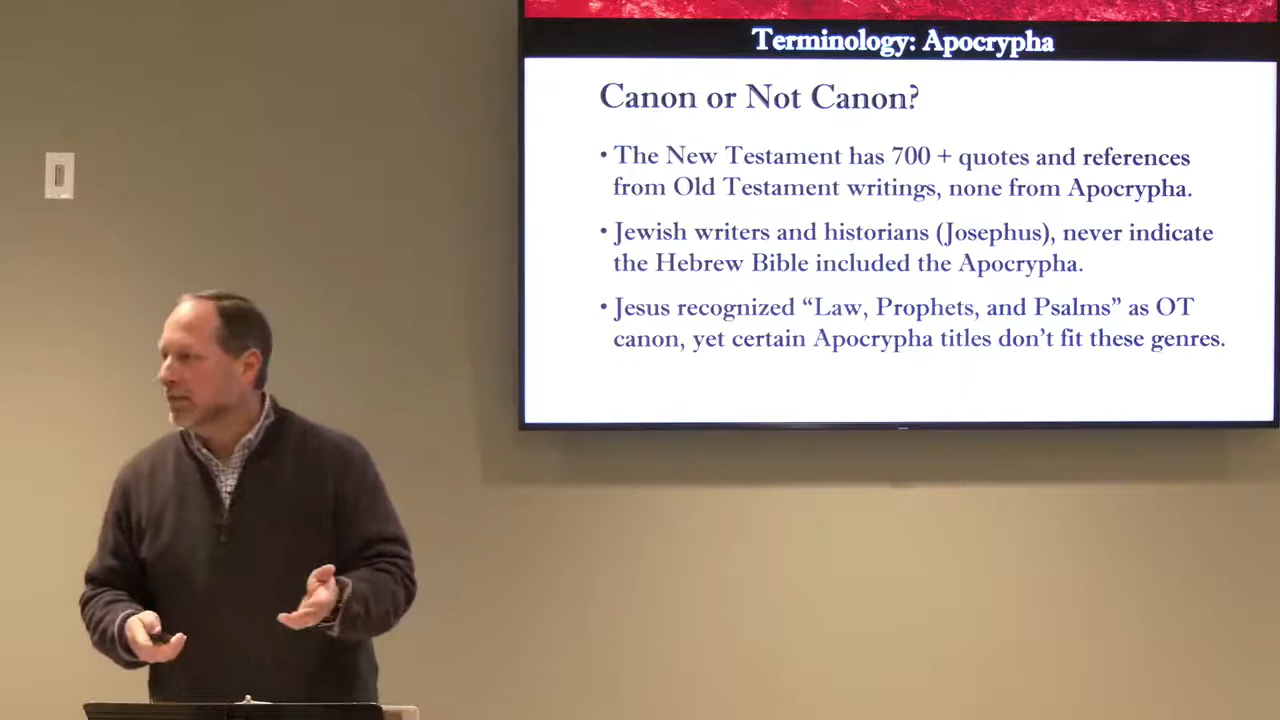 Terminology: Apocrypha
Canon or Not Canon?
• The New Testament has 700 + quotes and references
from Old Testament writings, none from Apocrypha.
• Jewish writers and historians (Josephus), never indicate
the Hebrew Bible included the Apocrypha.
• Jesus recognized “Law, Prophets, and Psalms” as OT
canon, yet certain Apocrypha titles don’t fit these genres.